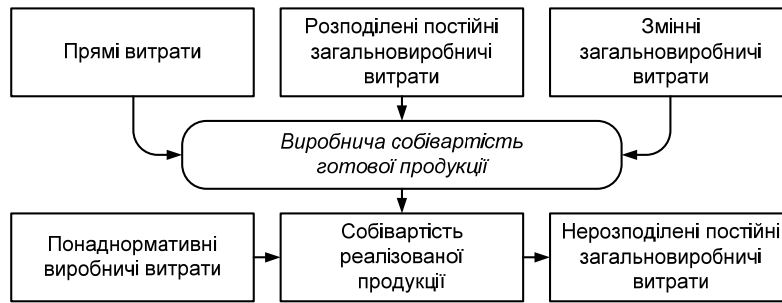 Прямі витрати
Розподілені постійні
загальновиробничі
витрати
Змінні
загальновиробничі
витрати
Виробнича собівартість
готової продукції
Понаднормативні
виробничі витрати
Собівартість
реалізованої
продукції
Нерозподілені постійні
загальновиробничі
витрати